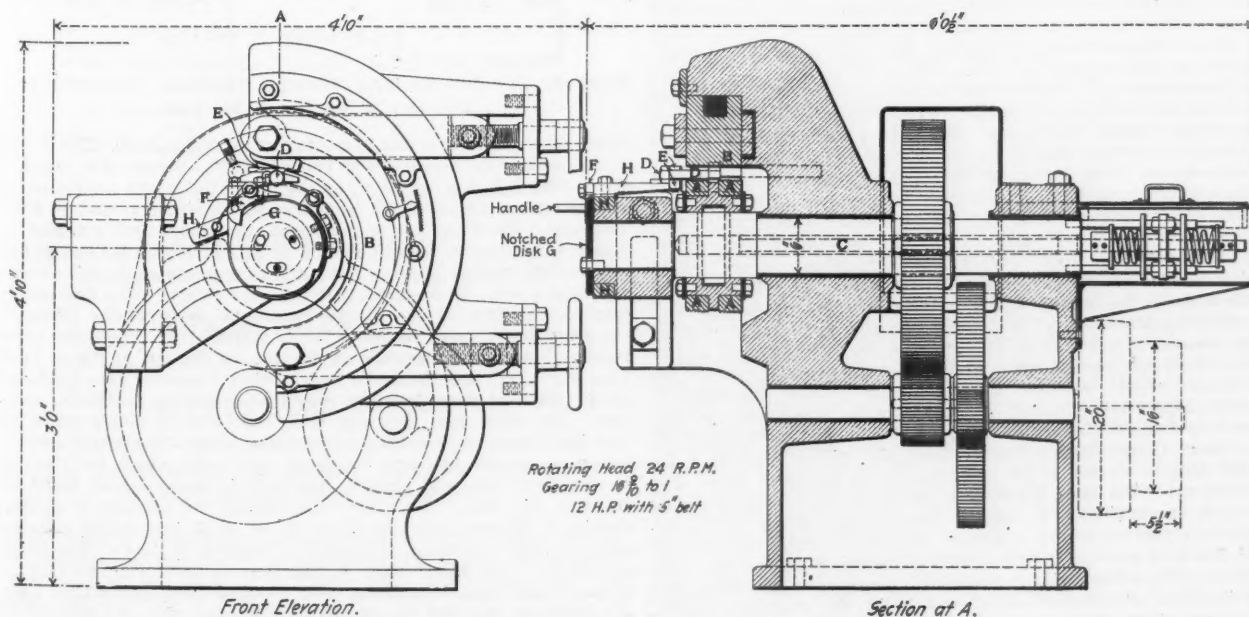 A
4'10"
6'0½"
E
D
F
H
G
B
4'10"
3'0"
F
D
E
H
B
Handle
H
A
A
Notched
Disk G
6"
C
H
A
A
20"
16"
5½"
Rotating Head 24 R.P.M.
Gearing 16 9/10 to 1
12 H.P. with 5" belt
Front Elevation.
Section at A.